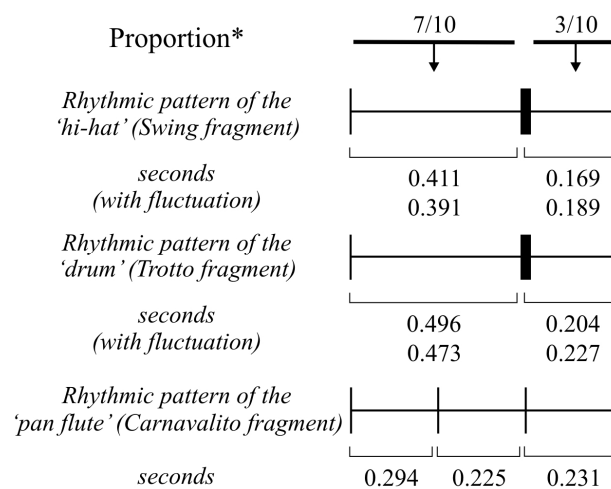 Proportion* 7/10 3/10
Rhythmic pattern of the
‘hi-hat’ (Swing fragment)
seconds 0.411 0.169
(with fluctuation) 0.391 0.189
Rhythmic pattern of the
‘drum’ (Trotto fragment)
seconds 0.496 0.204
(with fluctuation) 0.473 0.227
Rhythmic pattern of the
‘pan flute’ (Carnavalito fragment)
seconds 0.294 0.225 0.231